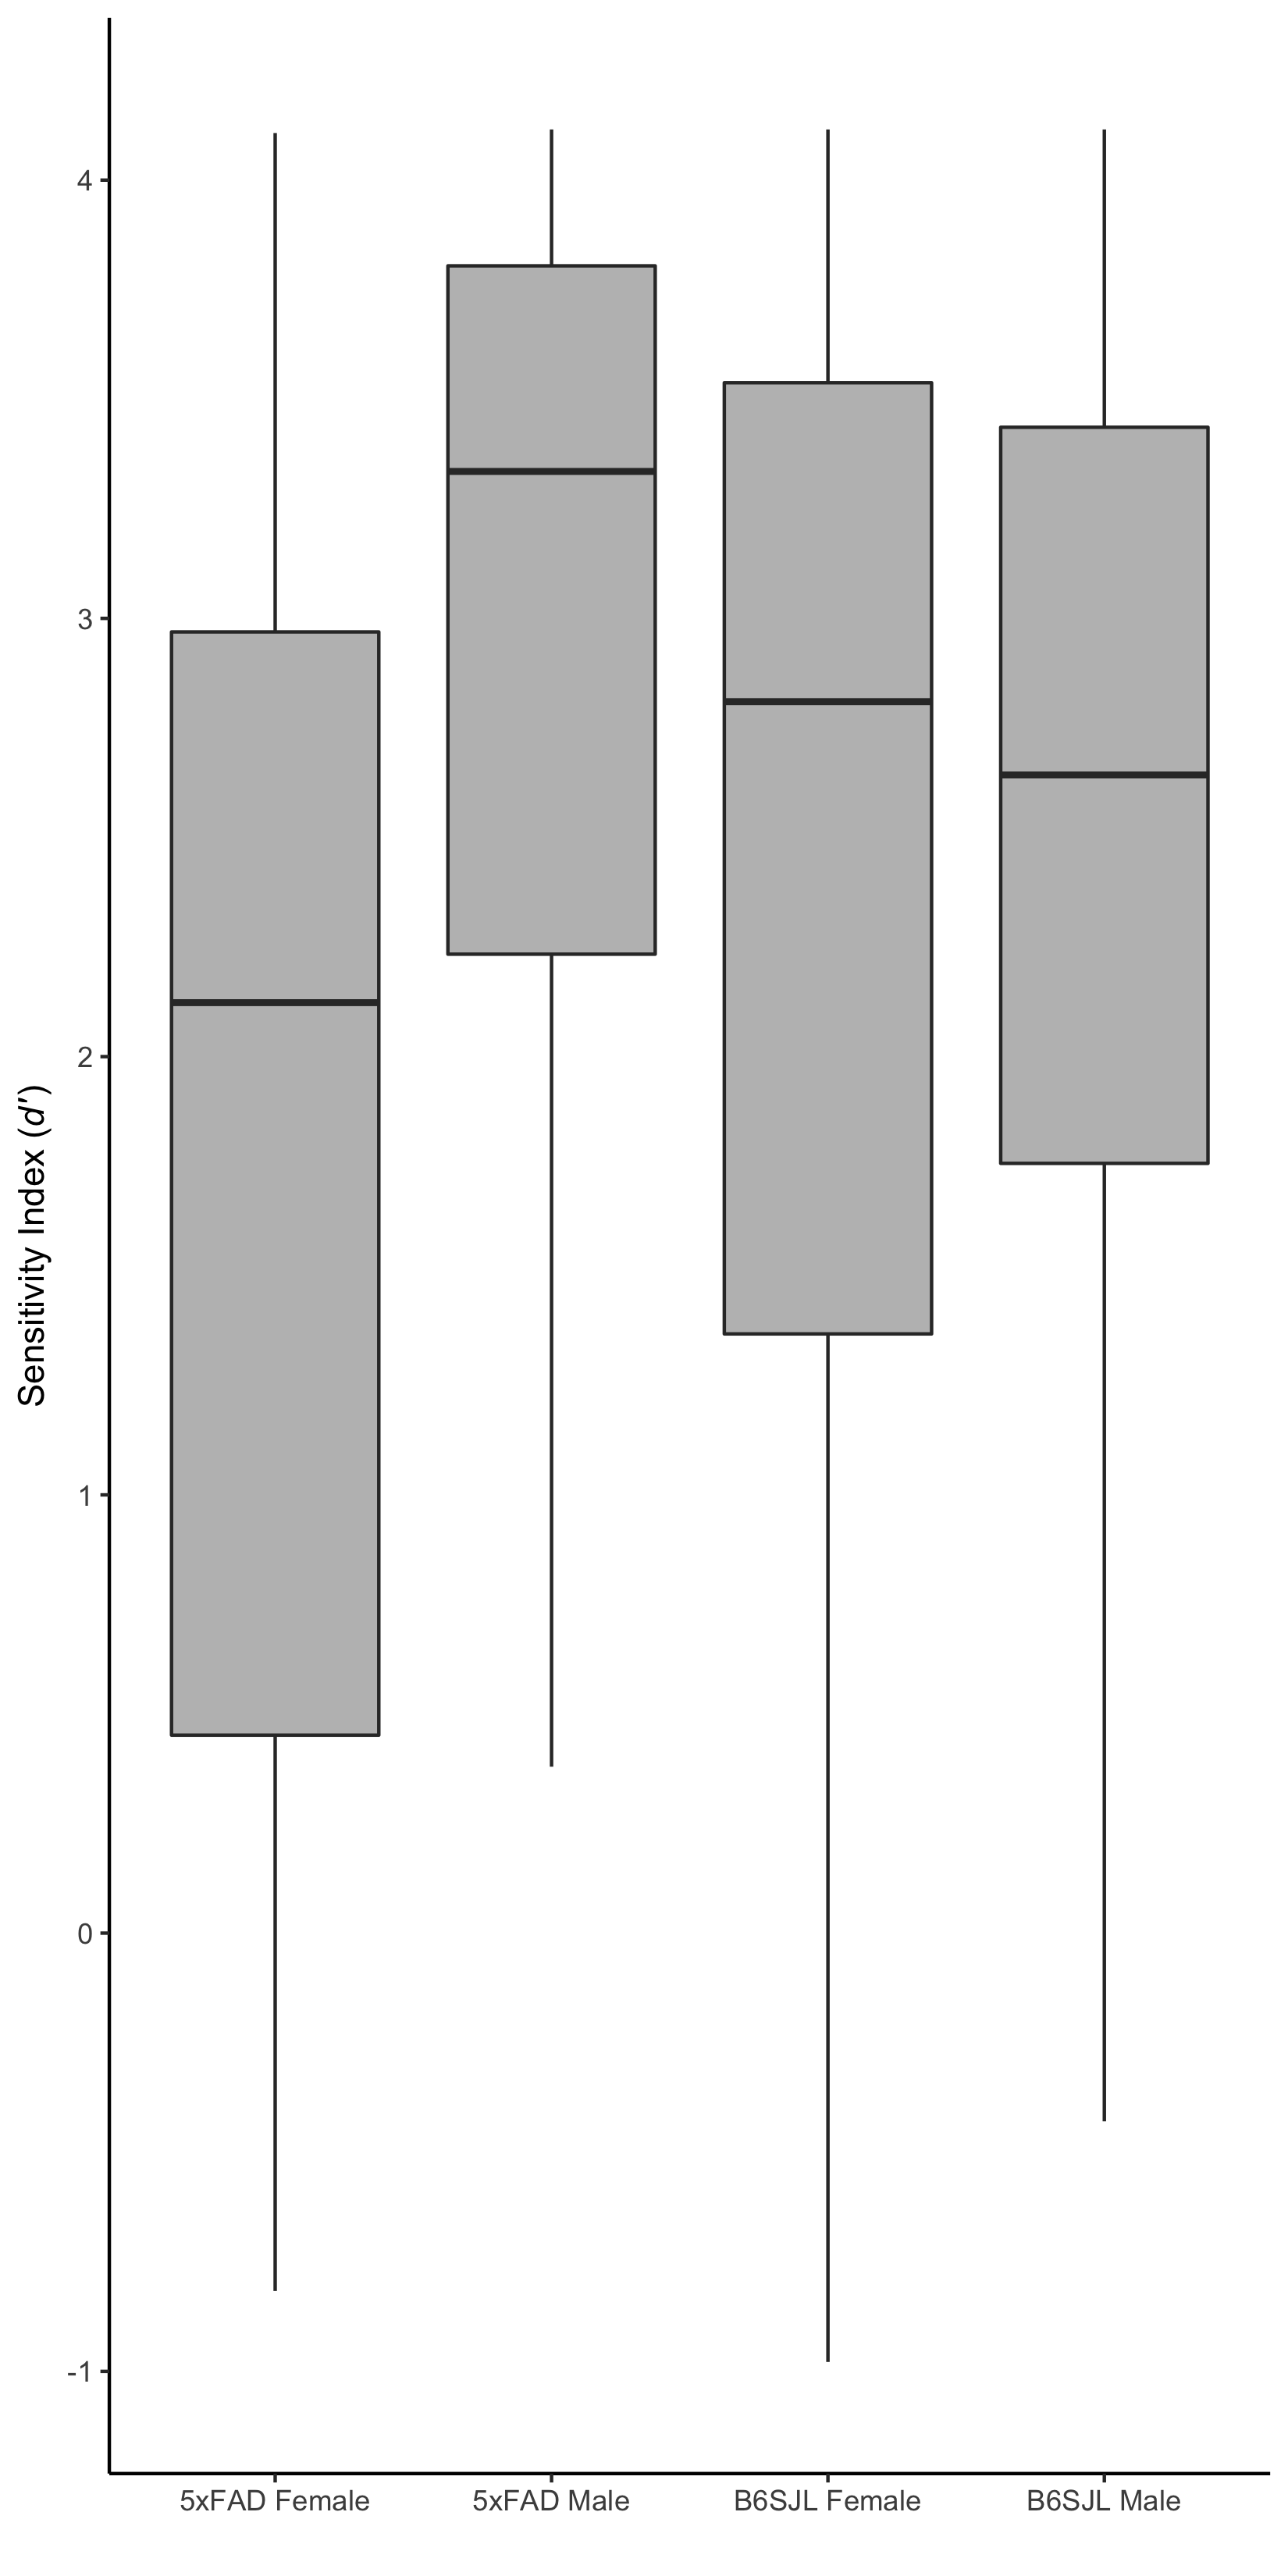 Sensitivity Index (d')
4
3
2
1
0
-1
5xFAD Female
5xFAD Male
B6SJL Female
B6SJL Male